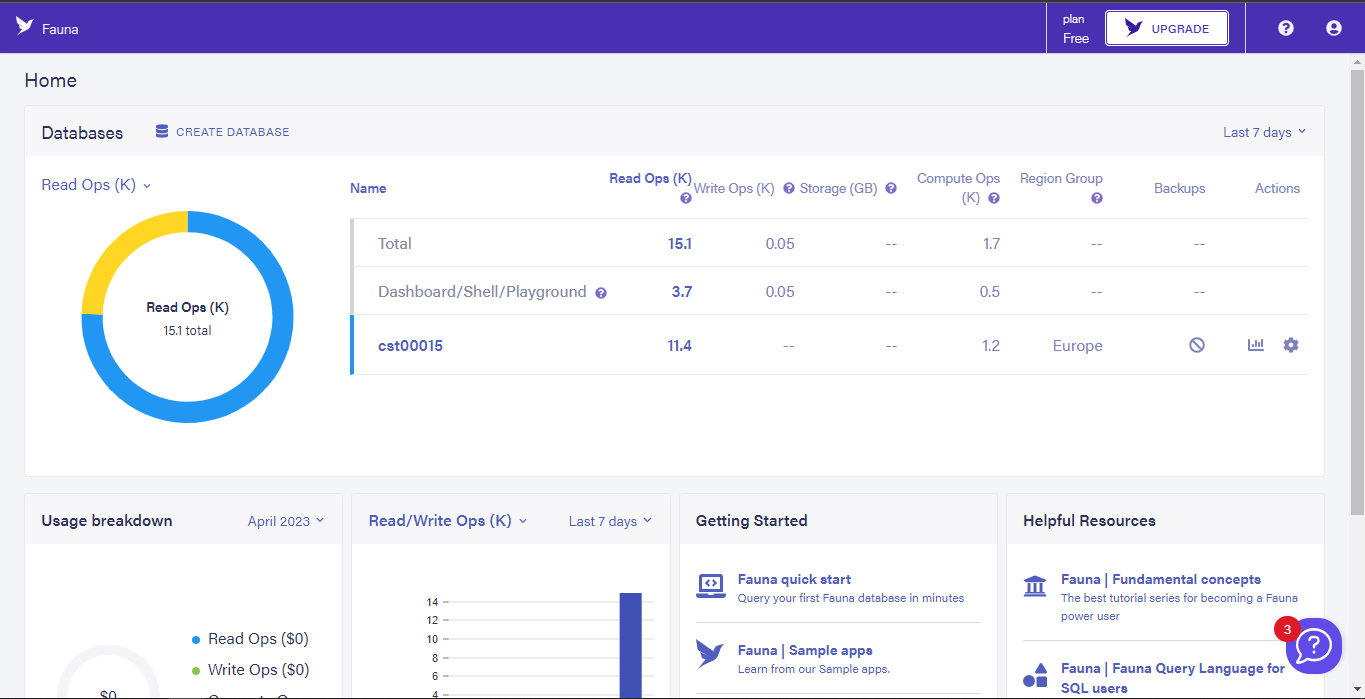 Fauna
plan
Free
UPGRADE
Home
Databases
CREATE DATABASE
Last 7 days
Read Ops (K)
Read Ops (K)
15.1 total
Name
Read Ops (K)
Write Ops (K)
Storage (GB)
Compute Ops
(K)
Region Group
Backups
Actions
Total 15.1 0.05 -- 1.7 -- --
Dashboard/Shell/Playground 3.7 0.05 -- 0.5 -- --
cst00015 11.4 -- -- 1.2 Europe
Usage breakdown
April 2023
$0
Read Ops ($0)
Write Ops ($0)
Read/Write Ops (K)
Last 7 days
14
12
10
8
6
4
Getting Started
Fauna quick start
Query your first Fauna database in minutes
Fauna | Sample apps
Learn from our Sample apps.
Helpful Resources
Fauna | Fundamental concepts
The best tutorial series for becoming a Fauna
power user
Fauna | Fauna Query Language for
SQL users
3